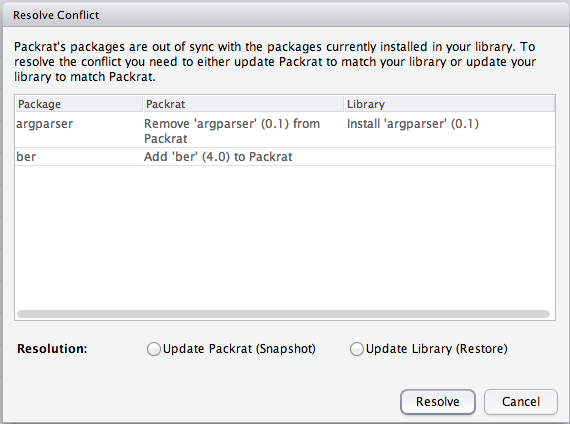 Resolve Conflict
Packrat's packages are out of sync with the packages currently installed in your library. To
resolve the conflict you need to either update Packrat to match your library or update your
library to match Packrat.
Package Packrat Library
argparser Remove 'argparser' (0.1) from Install 'argparser' (0.1)
Packrat
ber Add 'ber' (4.0) to Packrat
Resolution: Update Packrat (Snapshot) Update Library (Restore)
Resolve Cancel